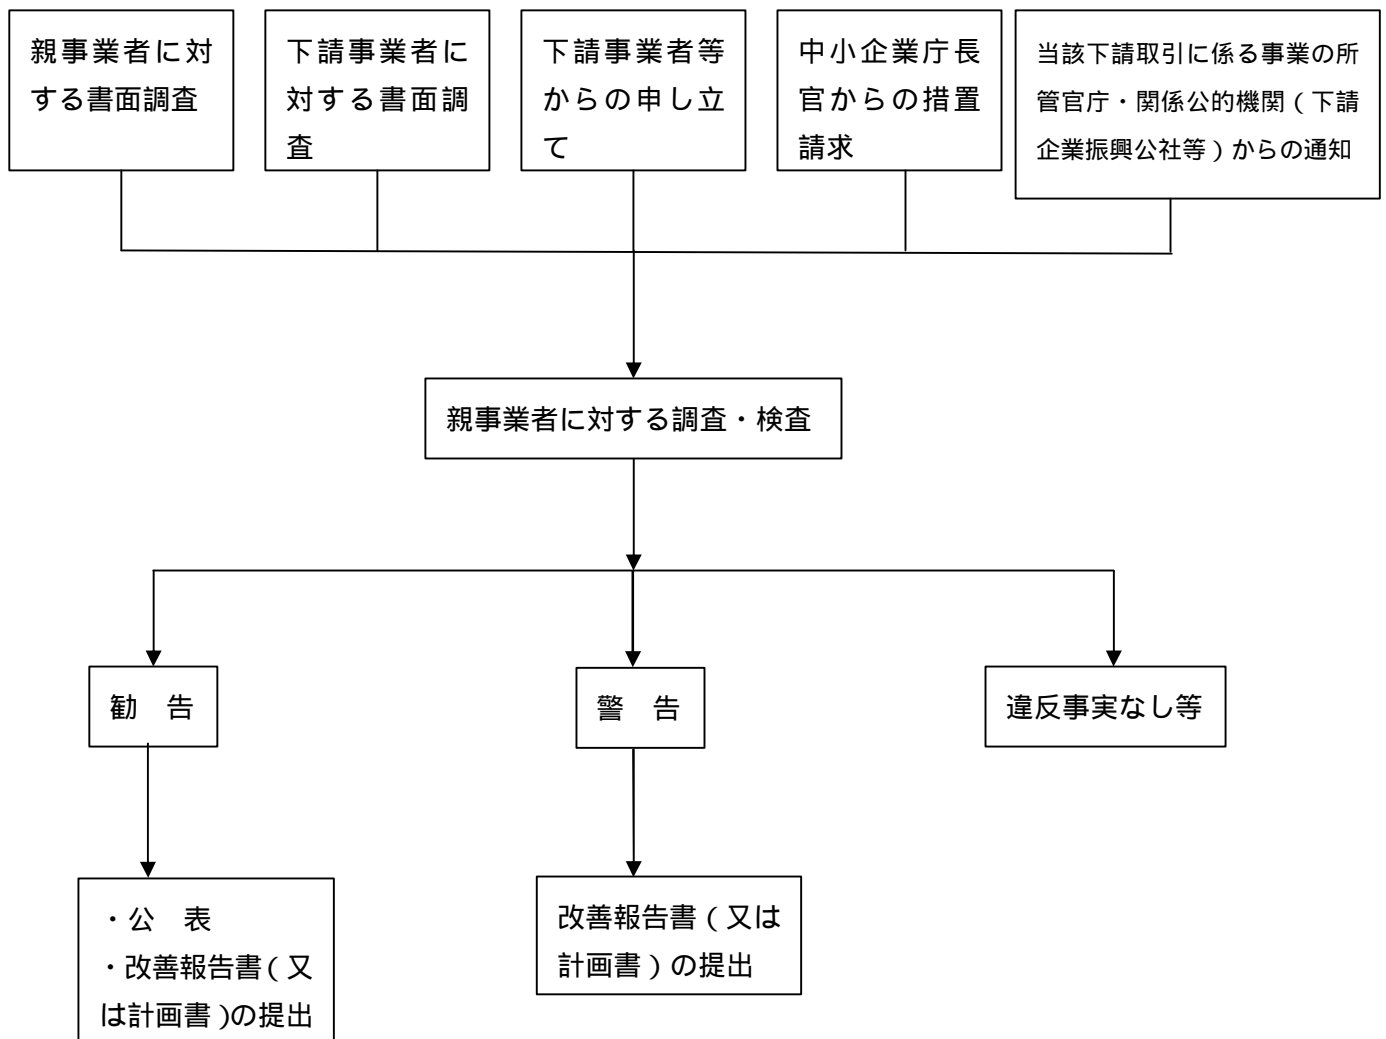 親事業者に対
する書面調査
下請事業者に
対する書面調
査
下請事業者等
からの申し立
て
中小企業庁長
官からの措置
請求
当該下請取引に係る事業の所
管官庁・関係公的機関（下請
企業振興公社等）からの通知
親事業者に対する調査・検査
勧　告
警　告
違反事実なし等
・公　表
・改善報告書（又
は計画書）の提出
改善報告書（又は
計画書）の提出